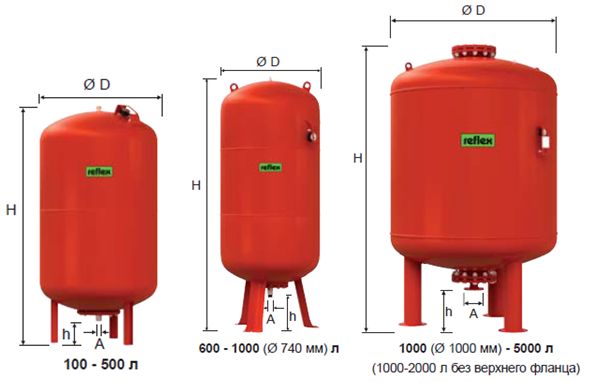 Ø D
H
reflex
h
A
100 - 500 л
Ø D
H
reflex
A
h
600 - 1000 (Ø 740 мм) л
Ø D
H
reflex
h
A
1000 (Ø 1000 мм) - 5000 л
(1000-2000 л без верхнего фланца)